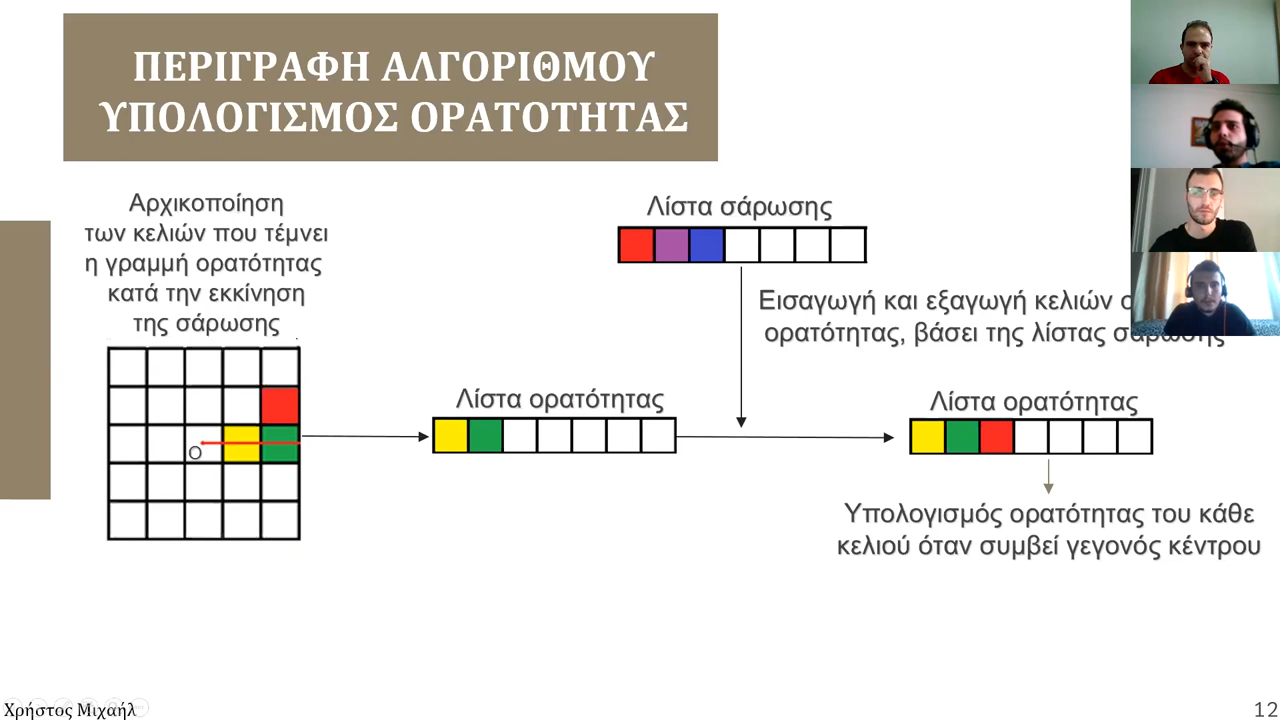 ΠΕΡΙΓΡΑΦΗ ΑΛΓΟΡΙΘΜΟΥ
ΥΠΟΛΟΓΙΣΜΟΣ ΟΡΑΤΟΤΗΤΑΣ
Αρχικοποίηση
των κελιών που τέμνει
η γραμμή ορατότητας
κατά την εκκίνηση
της σάρωσης
O
Λίστα σάρωσης
Εισαγωγή και εξαγωγή κελιών
ορατότητας, βάσει της λίστας σάρωσης
Λίστα ορατότητας
Λίστα ορατότητας
Υπολογισμός ορατότητας του κάθε
κελιού όταν συμβεί γεγονός κέντρου
Χρήστος Μιχαήλ
12